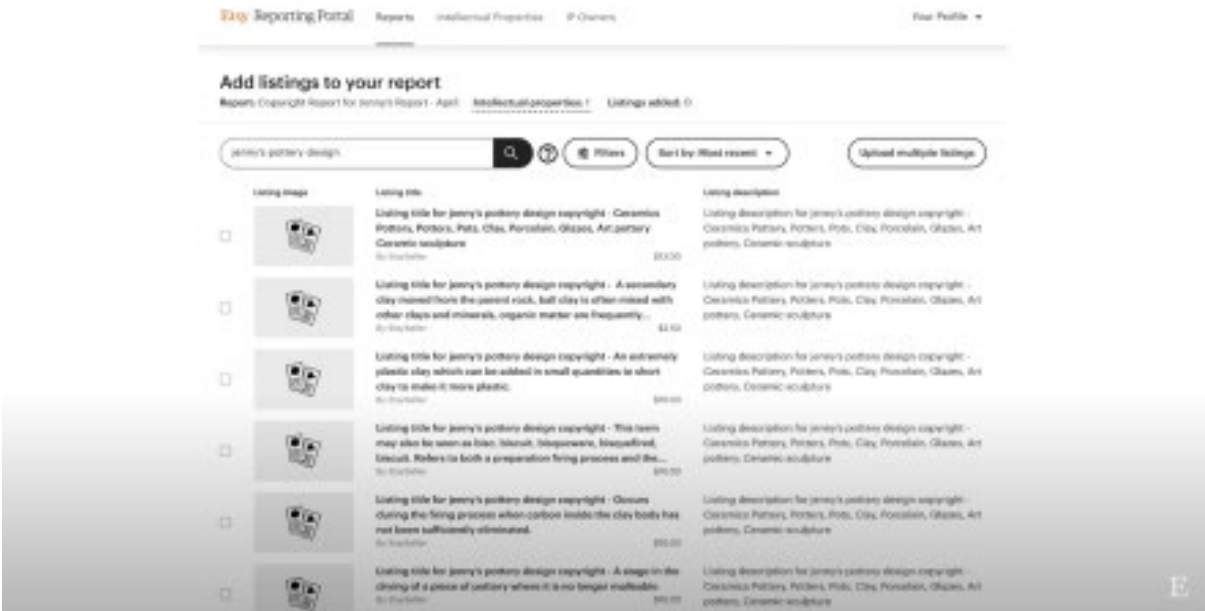 Etsy Reporting Portal Reports Intellectual Properties IP Owners Your Profile
Add listings to your report
Report: Copyright Report for Jenny's Report - April Intellectual properties: 1 Listings added: 0
jenny's pottery design Filters Sort by: Most recent Upload multiple listings
Listing image Listing title Listing description
Listing title for jenny's pottery design copyright - Ceramics
Pottery, Potters, Pots, Clay, Porcelain, Glazes, Art pottery
Ceramic sculpture
Listing description for jenny's pottery design copyright -
Ceramics Pottery, Potters, Pots, Clay, Porcelain, Glazes, Art
pottery, Ceramic sculpture
Listing title for jenny's pottery design copyright - A secondary
clay moved from the parent rock, ball clay is often mixed with
other clays and minerals, organic matter are frequently...
Listing description for jenny's pottery design copyright -
Ceramics Pottery, Potters, Pots, Clay, Porcelain, Glazes, Art
pottery, Ceramic sculpture
Listing title for jenny's pottery design copyright - An extremely
plastic clay which can be added in small quantities to short
clay to make it more plastic.
Listing description for jenny's pottery design copyright -
Ceramics Pottery, Potters, Pots, Clay, Porcelain, Glazes, Art
pottery, Ceramic sculpture
Listing title for jenny's pottery design copyright - This term
may also be seen as bisc, biscuit, bisqueware, bisquefired,
biscuit. Refers to both a preparation firing process and the...
Listing description for jenny's pottery design copyright -
Ceramics Pottery, Potters, Pots, Clay, Porcelain, Glazes, Art
pottery, Ceramic sculpture
Listing title for jenny's pottery design copyright - Occurs
during the firing process when carbon inside the clay body has
not been sufficiently eliminated.
Listing description for jenny's pottery design copyright -
Ceramics Pottery, Potters, Pots, Clay, Porcelain, Glazes, Art
pottery, Ceramic sculpture
Listing title for jenny's pottery design copyright - A stage in the
drying of a piece of pottery where it is no longer malleable
Listing description for jenny's pottery design copyright -
Ceramics Pottery, Potters, Pots, Clay, Porcelain, Glazes, Art
pottery, Ceramic sculpture
E